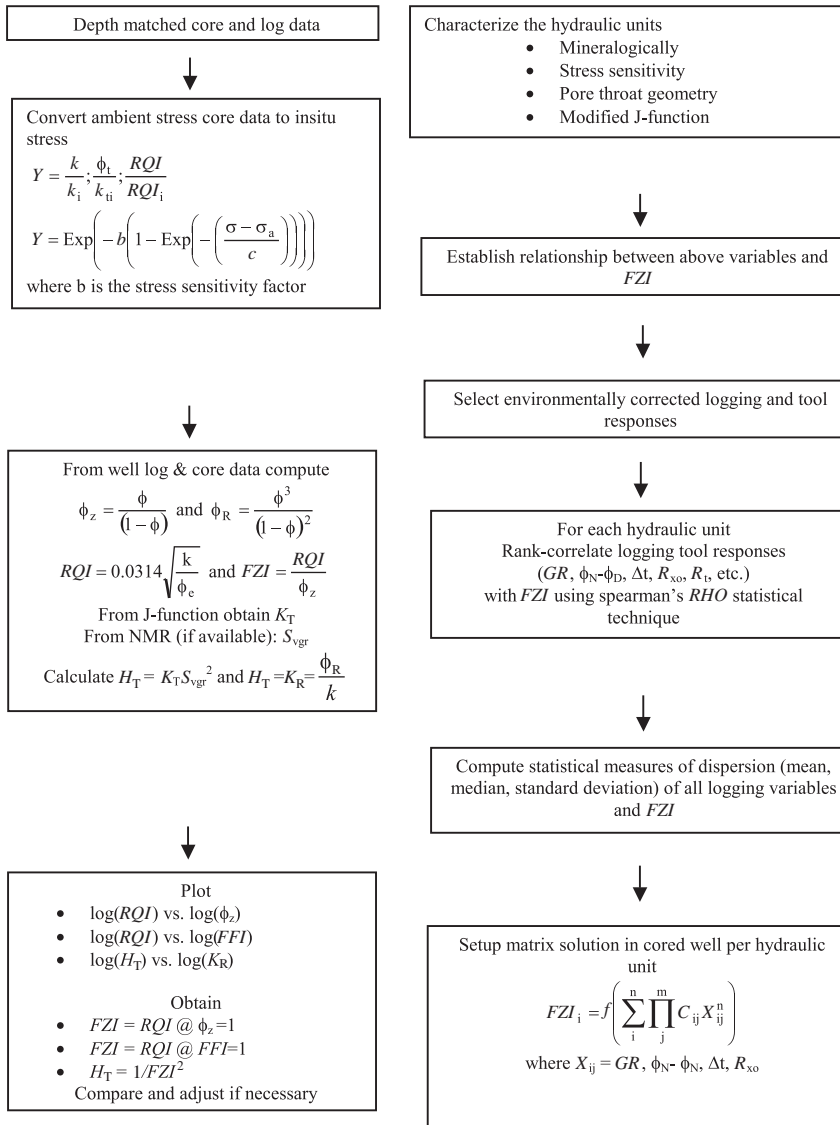 Depth matched core and log data
Convert ambient stress core data to insitu
stress
Y = k/k_i ; ϕ_t/k_ti ; RQI/RQI_i
Y = Exp(−b(1 − Exp(−((σ − σ_a)/c)))))
where b is the stress sensitivity factor
From well log & core data compute
ϕ_z = ϕ/(1 − ϕ) and ϕ_R = ϕ^3/(1 − ϕ)^2
RQI = 0.0314√(k/ϕ_e) and FZI = RQI/ϕ_z
From J-function obtain K_T
From NMR (if available): S_vgr
Calculate H_T = K_T S_vgr^2 and H_T =K_R= ϕ_R/k
Plot
• log(RQI) vs. log(ϕ_z)
• log(RQI) vs. log(FFI)
• log(H_T) vs. log(K_R)
Obtain
• FZI = RQI @ ϕ_z=1
• FZI = RQI @ FFI=1
• H_T = 1/FZI^2
Compare and adjust if necessary
Characterize the hydraulic units
• Mineralogically
• Stress sensitivity
• Pore throat geometry
• Modified J-function
Establish relationship between above variables and
FZI
Select environmentally corrected logging and tool
responses
For each hydraulic unit
Rank-correlate logging tool responses
(GR, ϕ_N-ϕ_D, Δt, R_xo, R_t, etc.)
with FZI using spearman’s RHO statistical
technique
Compute statistical measures of dispersion (mean,
median, standard deviation) of all logging variables
and FZI
Setup matrix solution in cored well per hydraulic
unit
FZI_i = f(∑_i^n ∏_j^m C_ij X_ij^n)
where X_ij = GR, ϕ_N- ϕ_N, Δt, R_xo